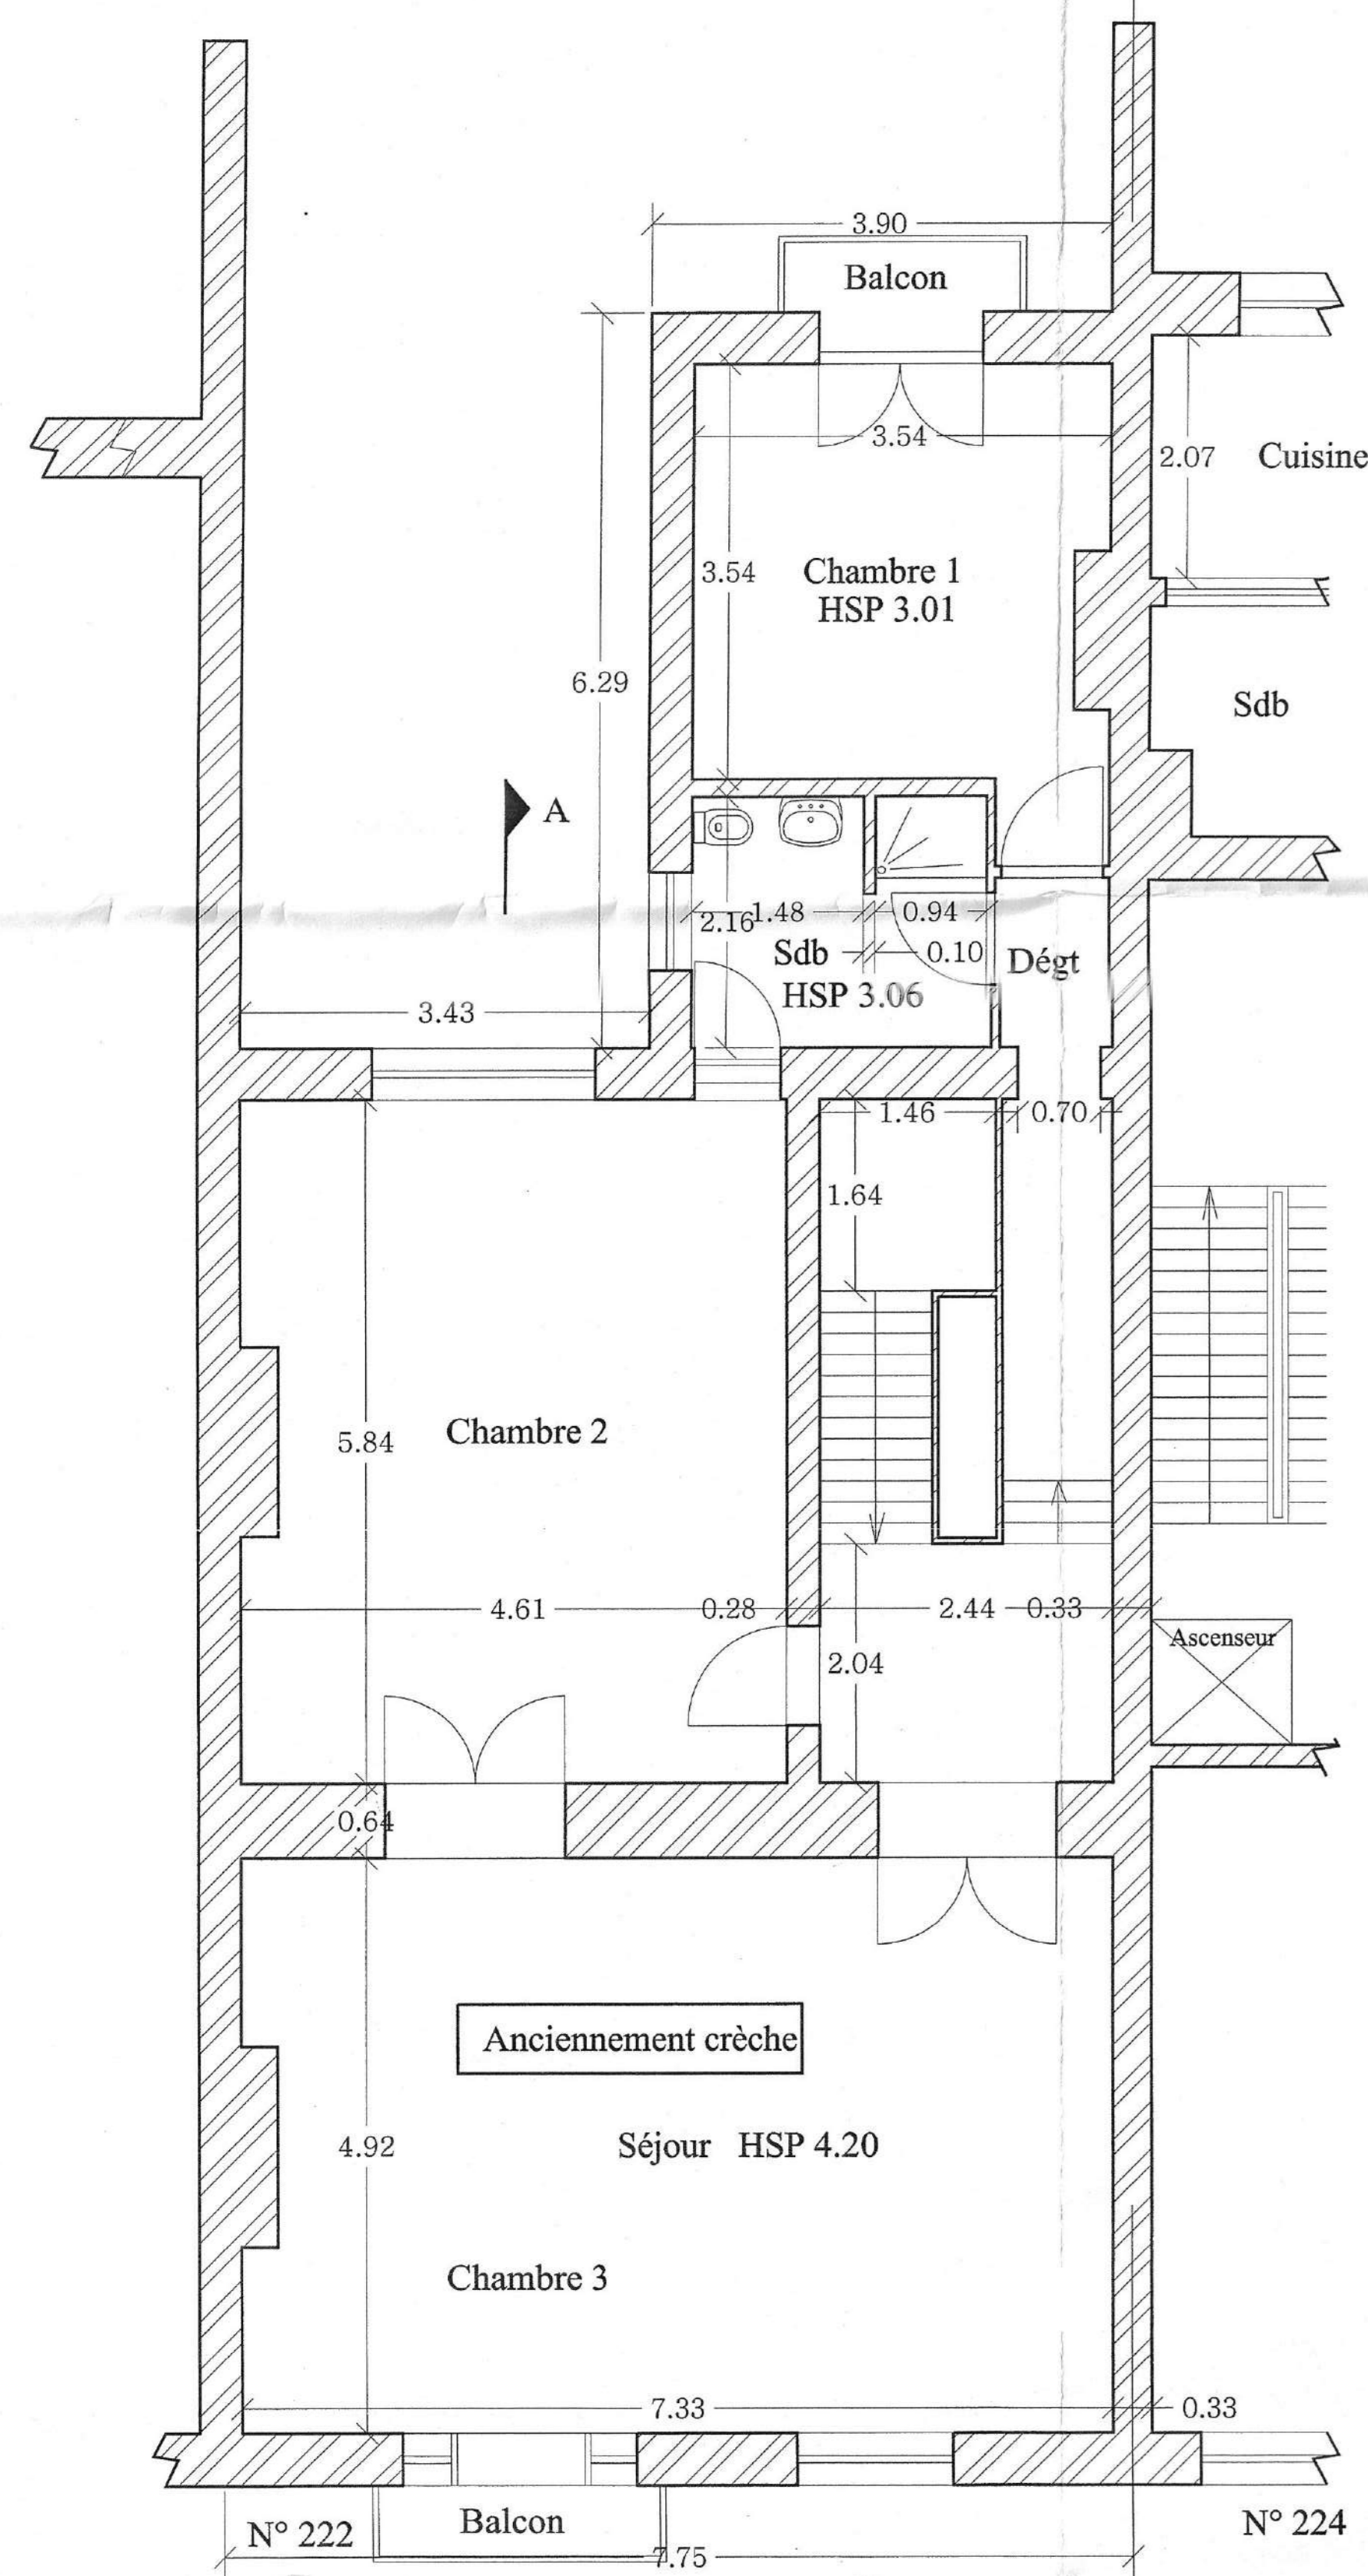 3.90
Balcon
3.54
2.07
Cuisine
3.54
Chambre 1
HSP 3.01
6.29
Sdb
A
2.16
1.48
0.94
Sdb
0.10
Dégt
HSP 3.06
3.43
1.46
0.70
1.64
5.84
Chambre 2
4.61
0.28
2.44
0.33
Ascenseur
2.04
0.64
Anciennement crèche
4.92
Séjour HSP 4.20
Chambre 3
7.33
0.33
N° 222
Balcon
N° 224
7.75